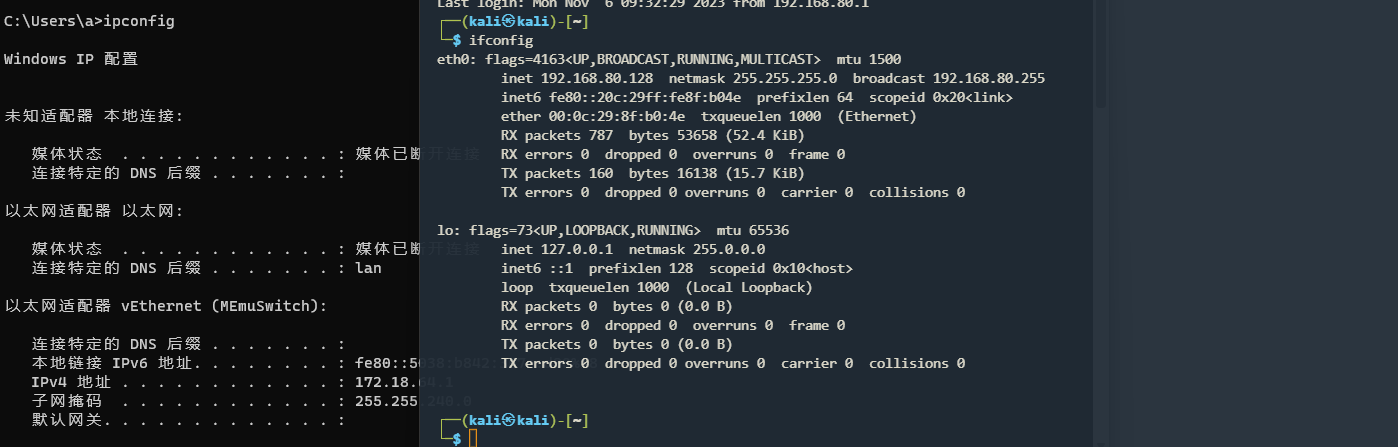 C:\Users\a>ipconfig
Windows IP 配置
未知适配器 本地连接:
媒体状态 . . . . . . . . . . . . : 媒体已断开连接
连接特定的 DNS 后缀 . . . . . . . :
以太网适配器 以太网:
媒体状态 . . . . . . . . . . . . : 媒体已断开连接
连接特定的 DNS 后缀 . . . . . . . : lan
以太网适配器 vEthernet (MEmuSwitch):
连接特定的 DNS 后缀 . . . . . . . :
本地链接 IPv6 地址. . . . . . . . :
IPv4 地址 . . . . . . . . . . . . : 172.18.64.1
子网掩码 . . . . . . . . . . . . : 255.255.240.0
默认网关. . . . . . . . . . . . . :
Last login: Mon Nov  6 09:32:29 2023 from 192.168.80.1
┌──(kali㉿kali)-[~]
└─$ ifconfig
eth0: flags=4163<UP,BROADCAST,RUNNING,MULTICAST>  mtu 1500
inet 192.168.80.128  netmask 255.255.255.0  broadcast 192.168.80.255
inet6 fe80::20c:29ff:fe8f:b04e  prefixlen 64  scopeid 0x20<link>
ether 00:0c:29:8f:b0:4e  txqueuelen 1000  (Ethernet)
RX packets 787  bytes 53658 (52.4 KiB)
RX errors 0  dropped 0  overruns 0  frame 0
TX packets 160  bytes 16138 (15.7 KiB)
TX errors 0  dropped 0 overruns 0  carrier 0  collisions 0
lo: flags=73<UP,LOOPBACK,RUNNING>  mtu 65536
inet 127.0.0.1  netmask 255.0.0.0
inet6 ::1  prefixlen 128  scopeid 0x10<host>
loop  txqueuelen 1000  (Local Loopback)
RX packets 0  bytes 0 (0.0 B)
RX errors 0  dropped 0  overruns 0  frame 0
TX packets 0  bytes 0 (0.0 B)
TX errors 0  dropped 0 overruns 0  carrier 0  collisions 0
┌──(kali㉿kali)-[~]
└─$